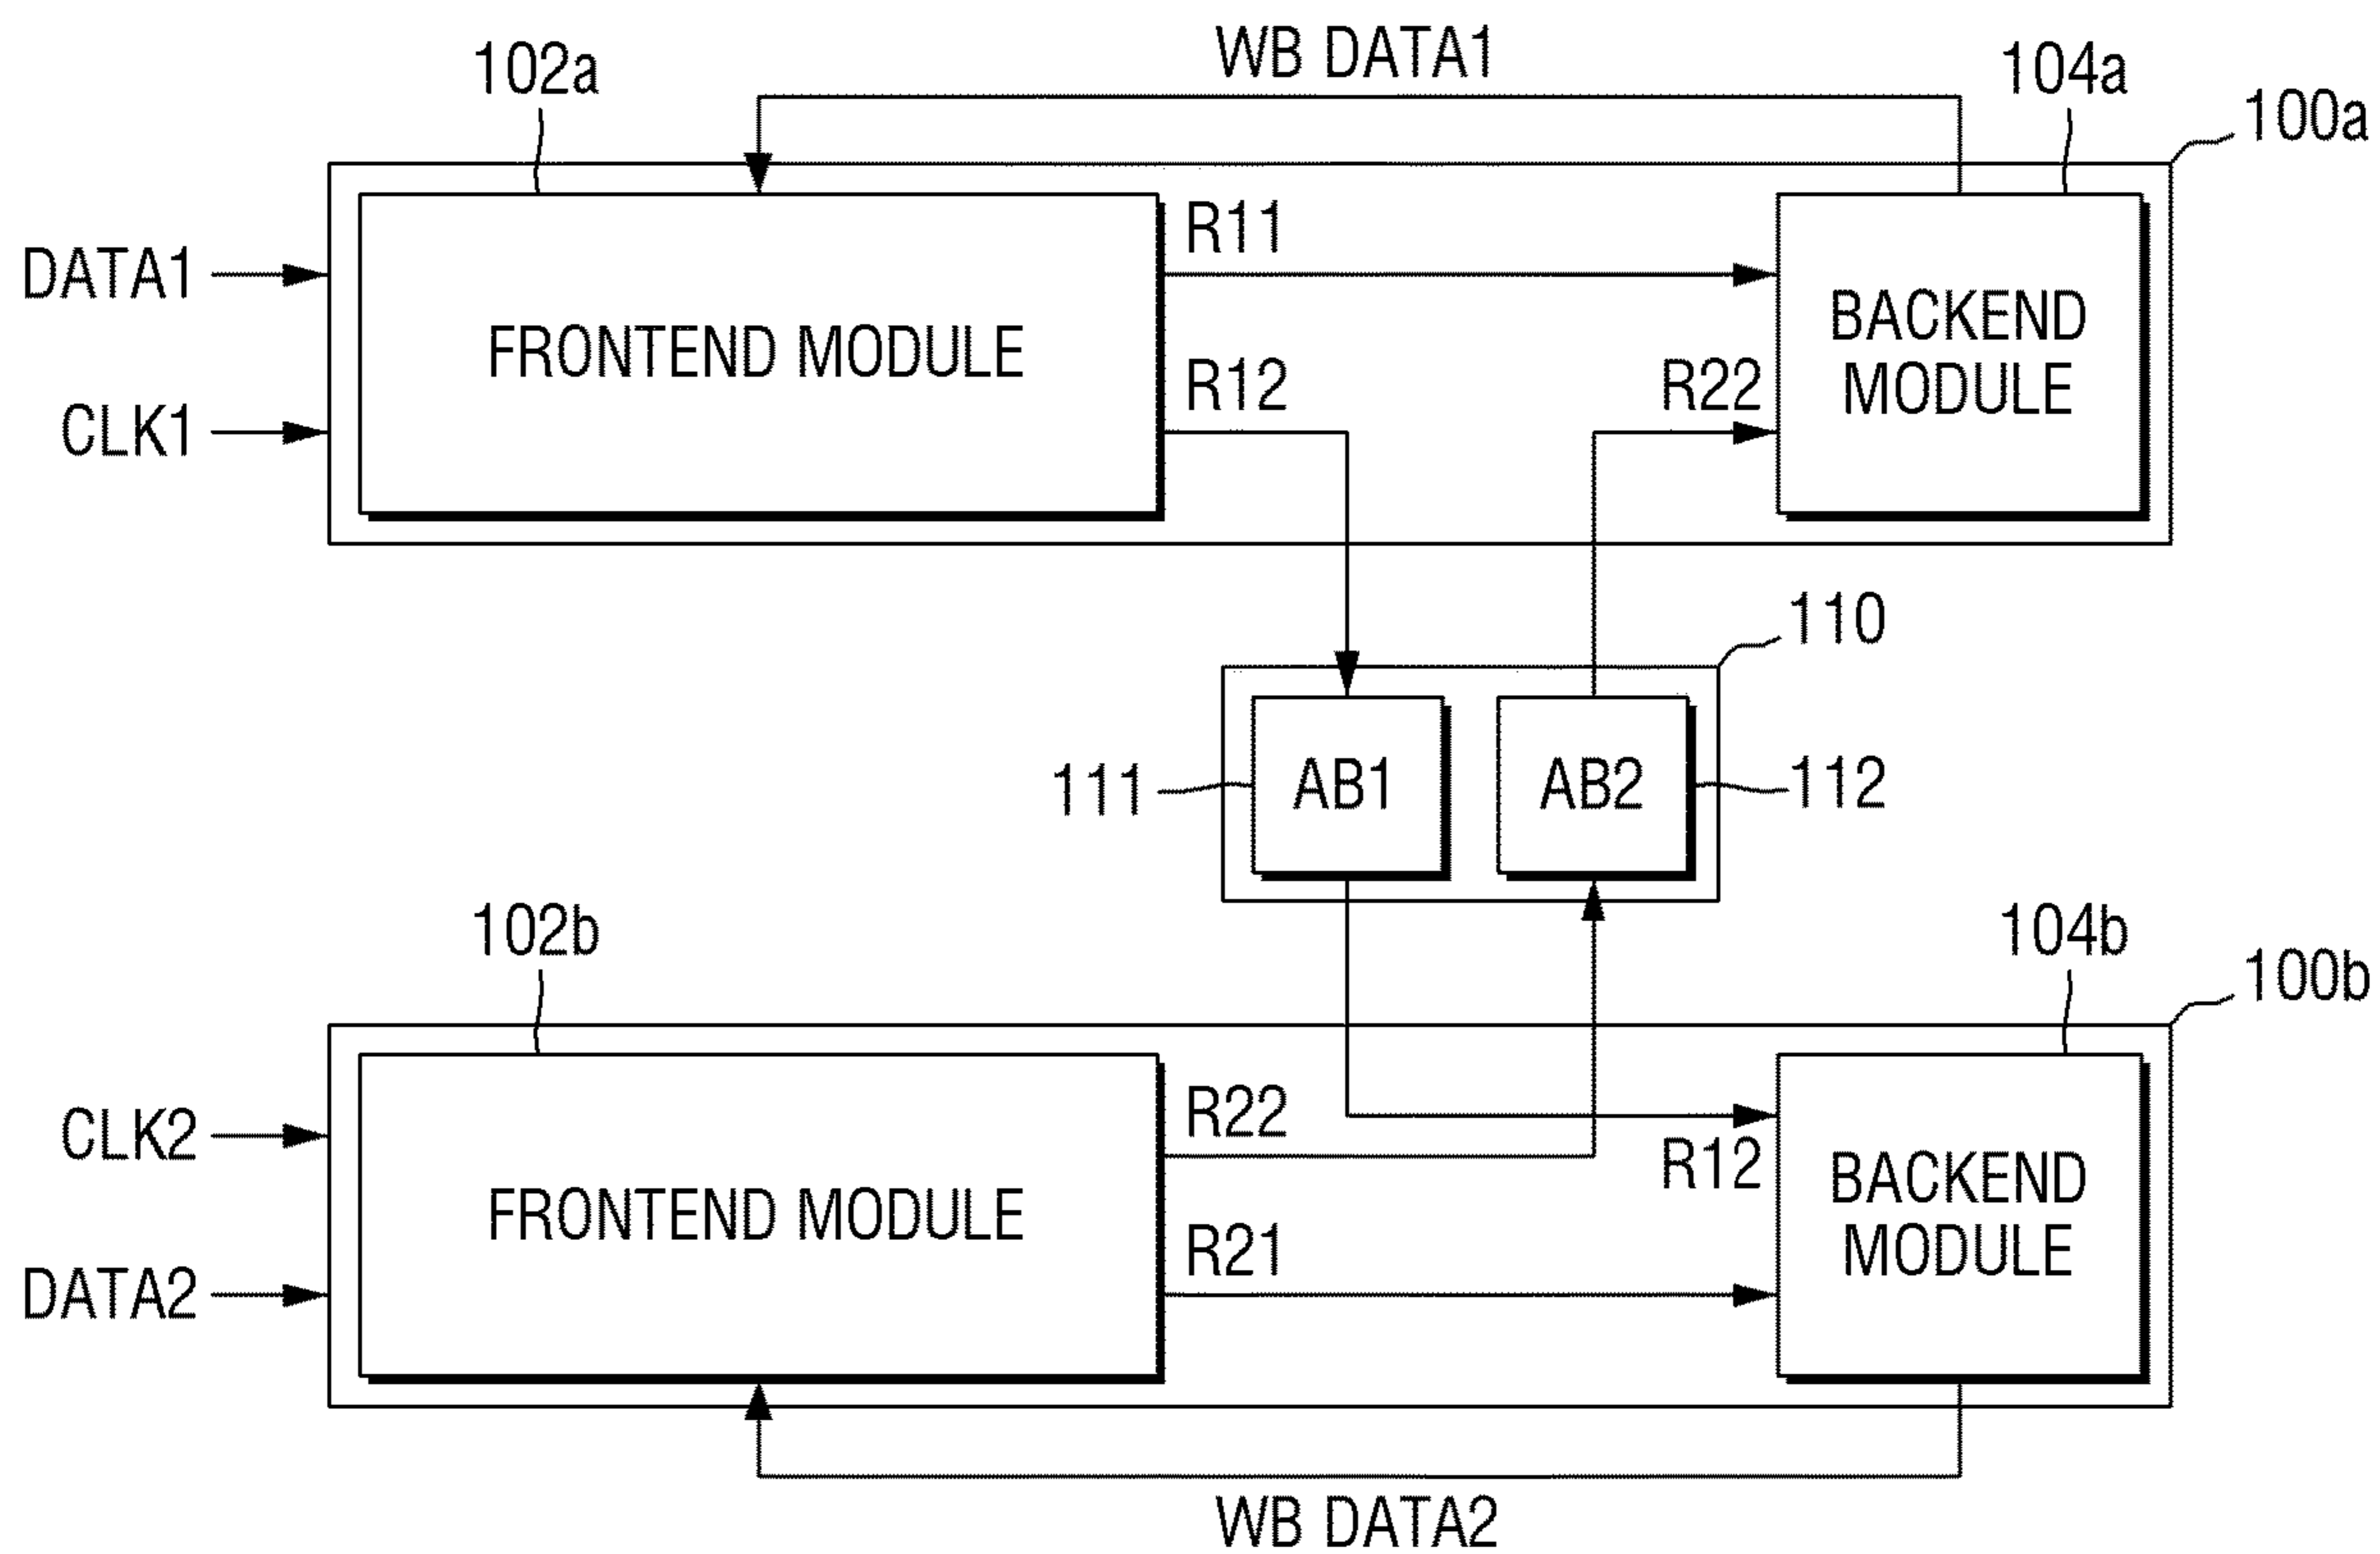 WB DATA1
102a
104a
100a
R11
DATA1
FRONTEND MODULE
BACKEND
MODULE
R12
R22
CLK1
110
111
AB1
AB2
112
102b
104b
100b
CLK2
R22
R12
FRONTEND MODULE
BACKEND
MODULE
R21
DATA2
WB DATA2